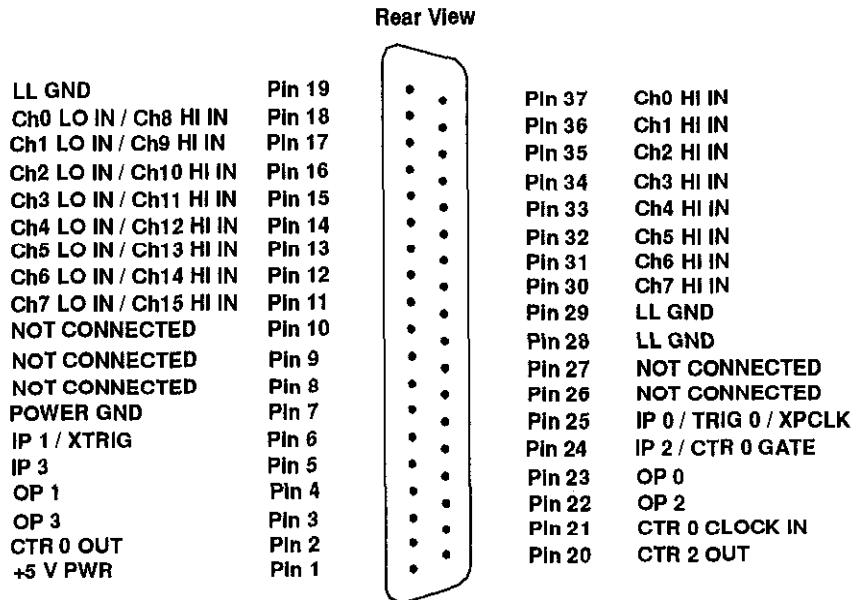 Rear View
LL GND Pin 19
Ch0 LO IN / Ch8 HI IN Pin 18
Ch1 LO IN / Ch9 HI IN Pin 17
Ch2 LO IN / Ch10 HI IN Pin 16
Ch3 LO IN / Ch11 HI IN Pin 15
Ch4 LO IN / Ch12 HI IN Pin 14
Ch5 LO IN / Ch13 HI IN Pin 13
Ch6 LO IN / Ch14 HI IN Pin 12
Ch7 LO IN / Ch15 HI IN Pin 11
NOT CONNECTED Pin 10
NOT CONNECTED Pin 9
NOT CONNECTED Pin 8
POWER GND Pin 7
IP 1 / XTRIG Pin 6
IP 3 Pin 5
OP 1 Pin 4
OP 3 Pin 3
CTR 0 OUT Pin 2
+5 V PWR Pin 1
Pin 37 Ch0 HI IN
Pin 36 Ch1 HI IN
Pin 35 Ch2 HI IN
Pin 34 Ch3 HI IN
Pin 33 Ch4 HI IN
Pin 32 Ch5 HI IN
Pin 31 Ch6 HI IN
Pin 30 Ch7 HI IN
Pin 29 LL GND
Pin 28 LL GND
Pin 27 NOT CONNECTED
Pin 26 NOT CONNECTED
Pin 25 IP 0 / TRIG 0 / XPCLK
Pin 24 IP 2 / CTR 0 GATE
Pin 23 OP 0
Pin 22 OP 2
Pin 21 CTR 0 CLOCK IN
Pin 20 CTR 2 OUT